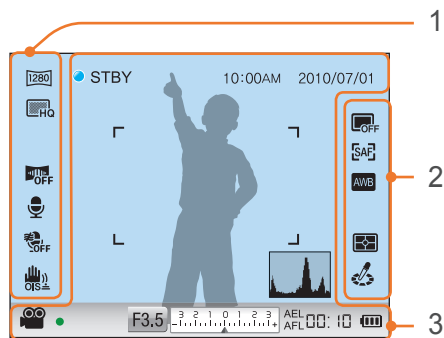 1
1280
STBY 10:00AM 2010/07/01
HQ
OFF
SAF
OFF
AWB
2
OFF
OIS
F3.5
3 2 1 0 1 2 3
- +
AEL
AFL
00:10
3